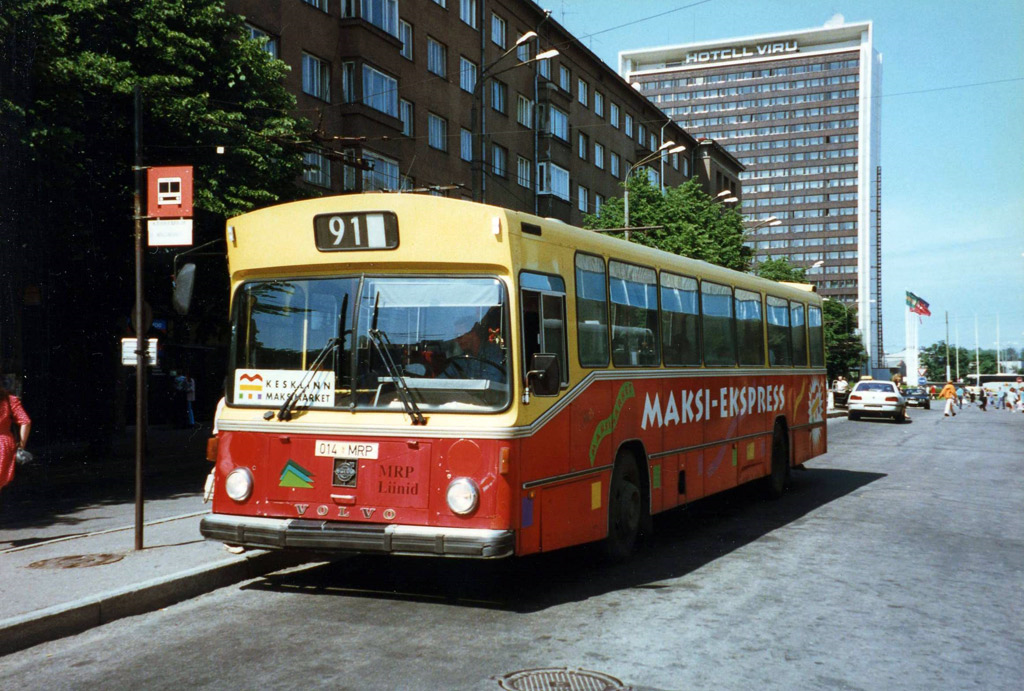 HOTELL VIRU
91
KESKLINN
MAKSIMARKET
MAKSI-EKSPRESS
014 MRP
MRP
Liinid
VOLVO